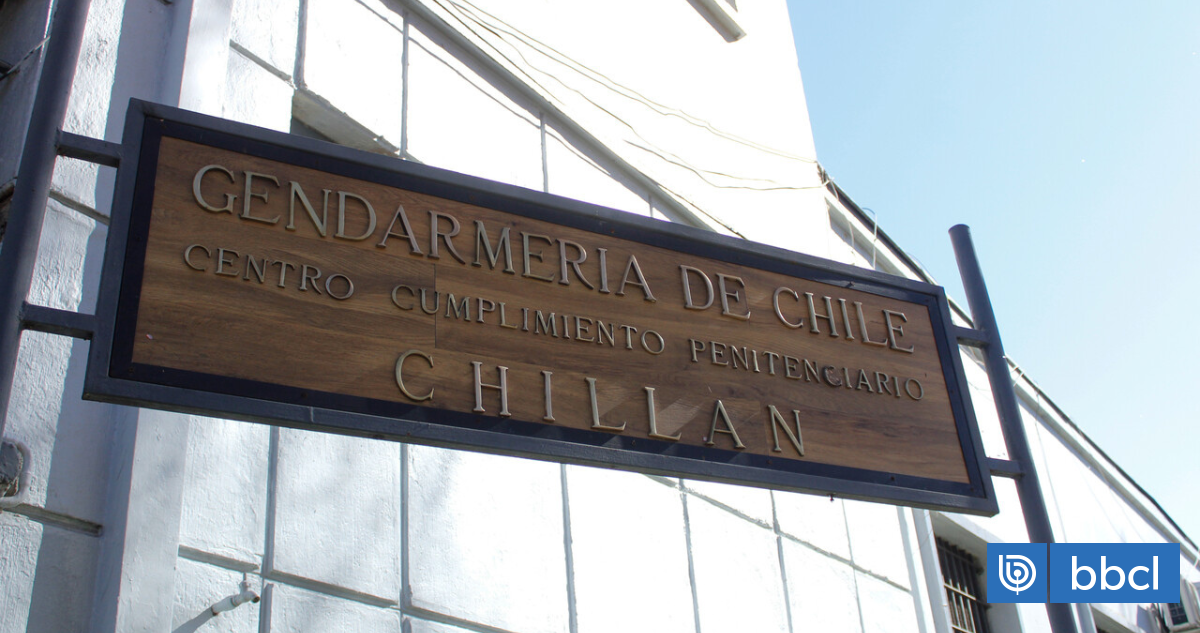 GENDARMERIA DE CHILE
CENTRO CUMPLIMIENTO PENITENCIARIO
CHILLAN
bbcl